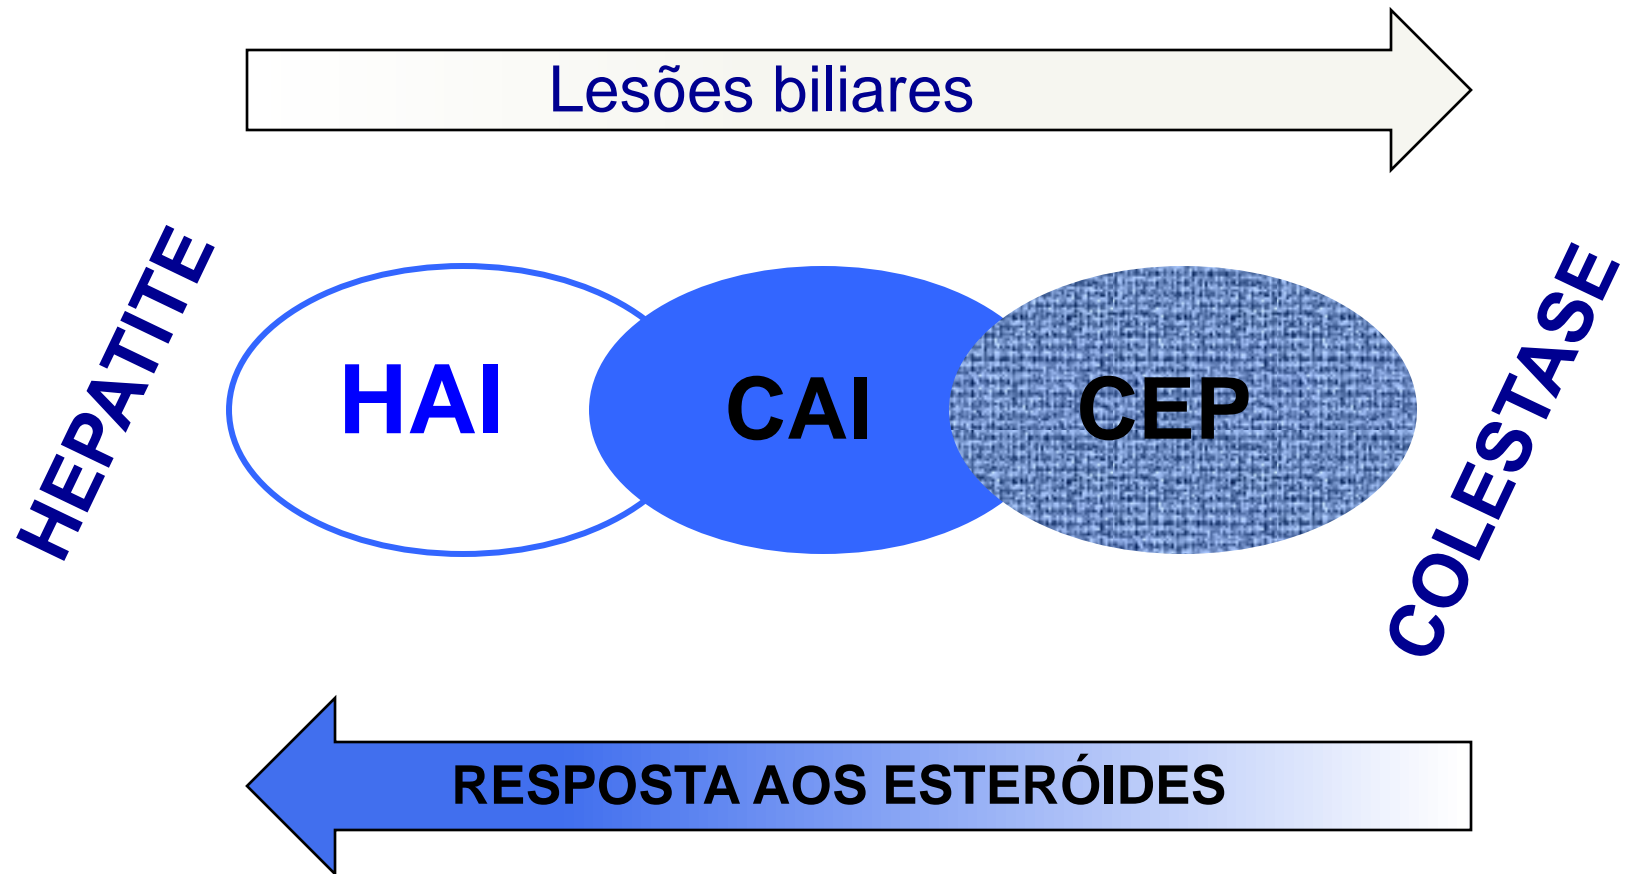 Lesões biliares
HEPATITE
HAI
CAI
CEP
COLESTASE
RESPOSTA AOS ESTERÓIDES